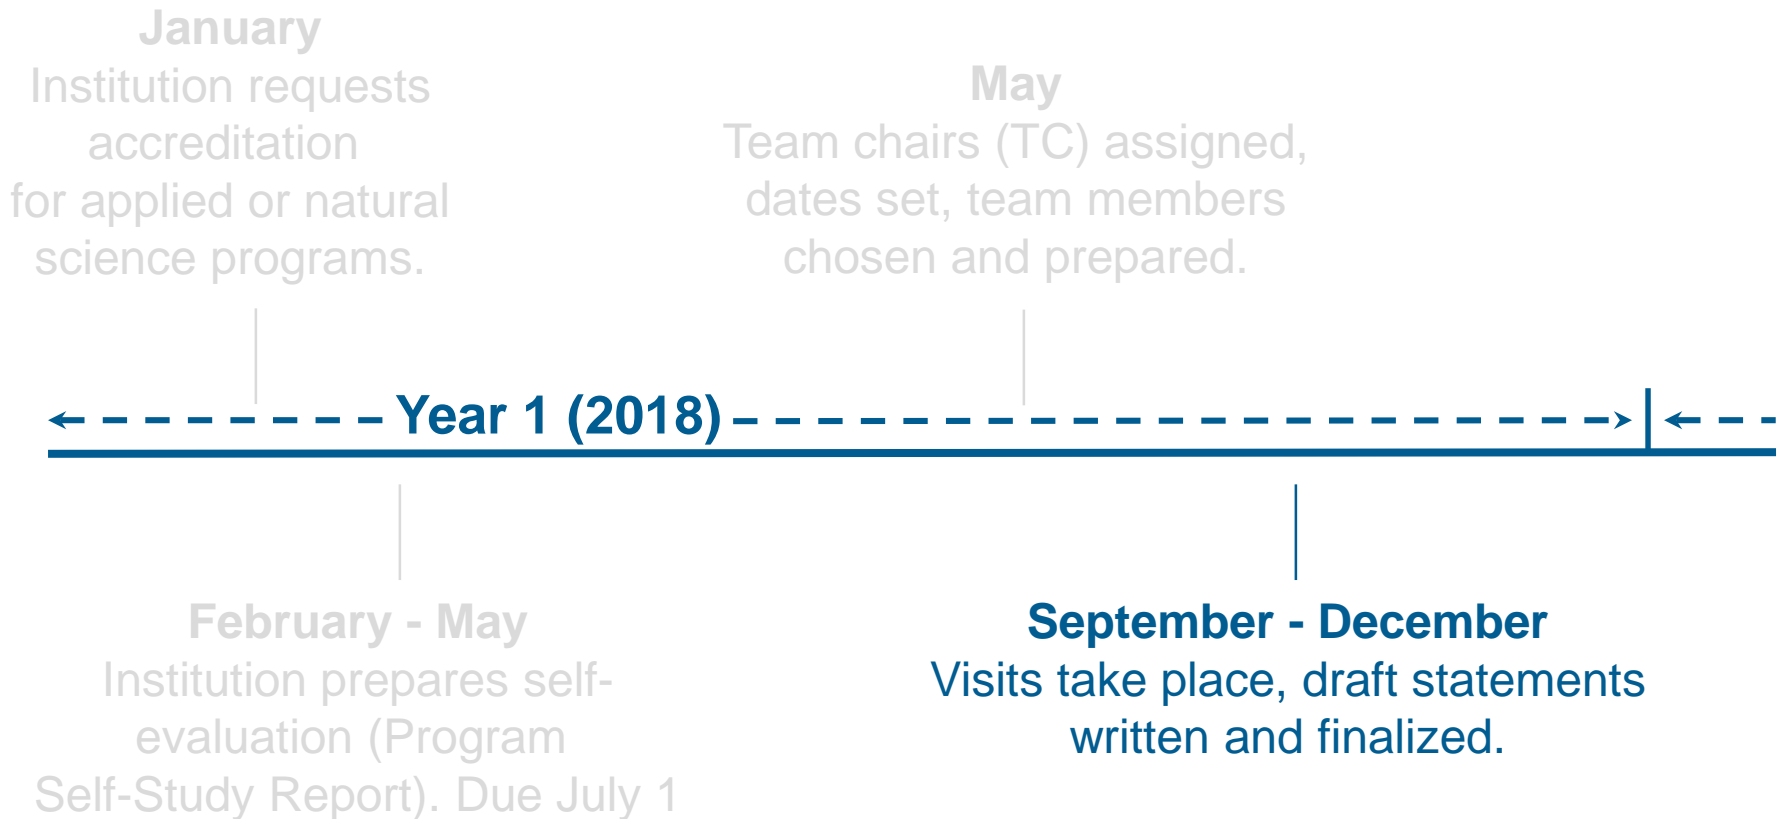 January
Institution requests
accreditation
for applied or natural
science programs.
May
Team chairs (TC) assigned,
dates set, team members
chosen and prepared.
Year 1 (2018)
February - May
Institution prepares self-
evaluation (Program
Self-Study Report). Due July 1
September - December
Visits take place, draft statements
written and finalized.